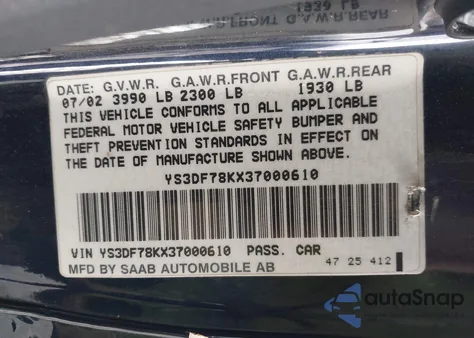 W.R.FRONT G.A.W.R.REAR
DATE: G.V.W.R. G.A.W.R.FRONT G.A.W.R.REAR
07/02 3990 LB 2300 LB 1930 LB
THIS VEHICLE CONFORMS TO ALL APPLICABLE
FEDERAL MOTOR VEHICLE SAFETY BUMPER AND
THEFT PREVENTION STANDARDS IN EFFECT ON
THE DATE OF MANUFACTURE SHOWN ABOVE.
YS3DF78KX37000610
VIN YS3DF78KX37000610 PASS. CAR
MFD BY SAAB AUTOMOBILE AB 47 25 412
autoSnap